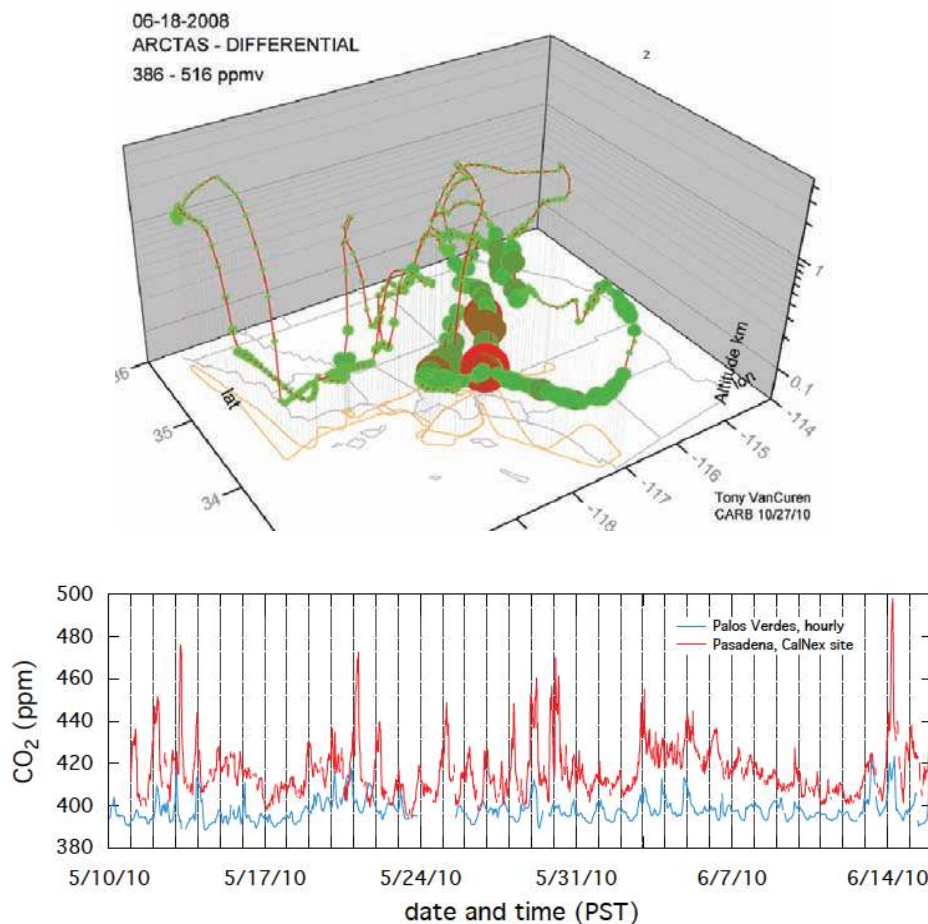 06-18-2008
ARCTAS - DIFFERENTIAL
386 - 516 ppmv
z
1
0.1
Altitude km
lon
-114
-115
-116
-117
-118
36
lat
35
34
Tony VanCuren
CARB 10/27/10
500
480
460
440
420
400
380
CO2 (ppm)
Palos Verdes, hourly
Pasadena, CalNex site
5/10/10 5/17/10 5/24/10 5/31/10 6/7/10 6/14/10
date and time (PST)